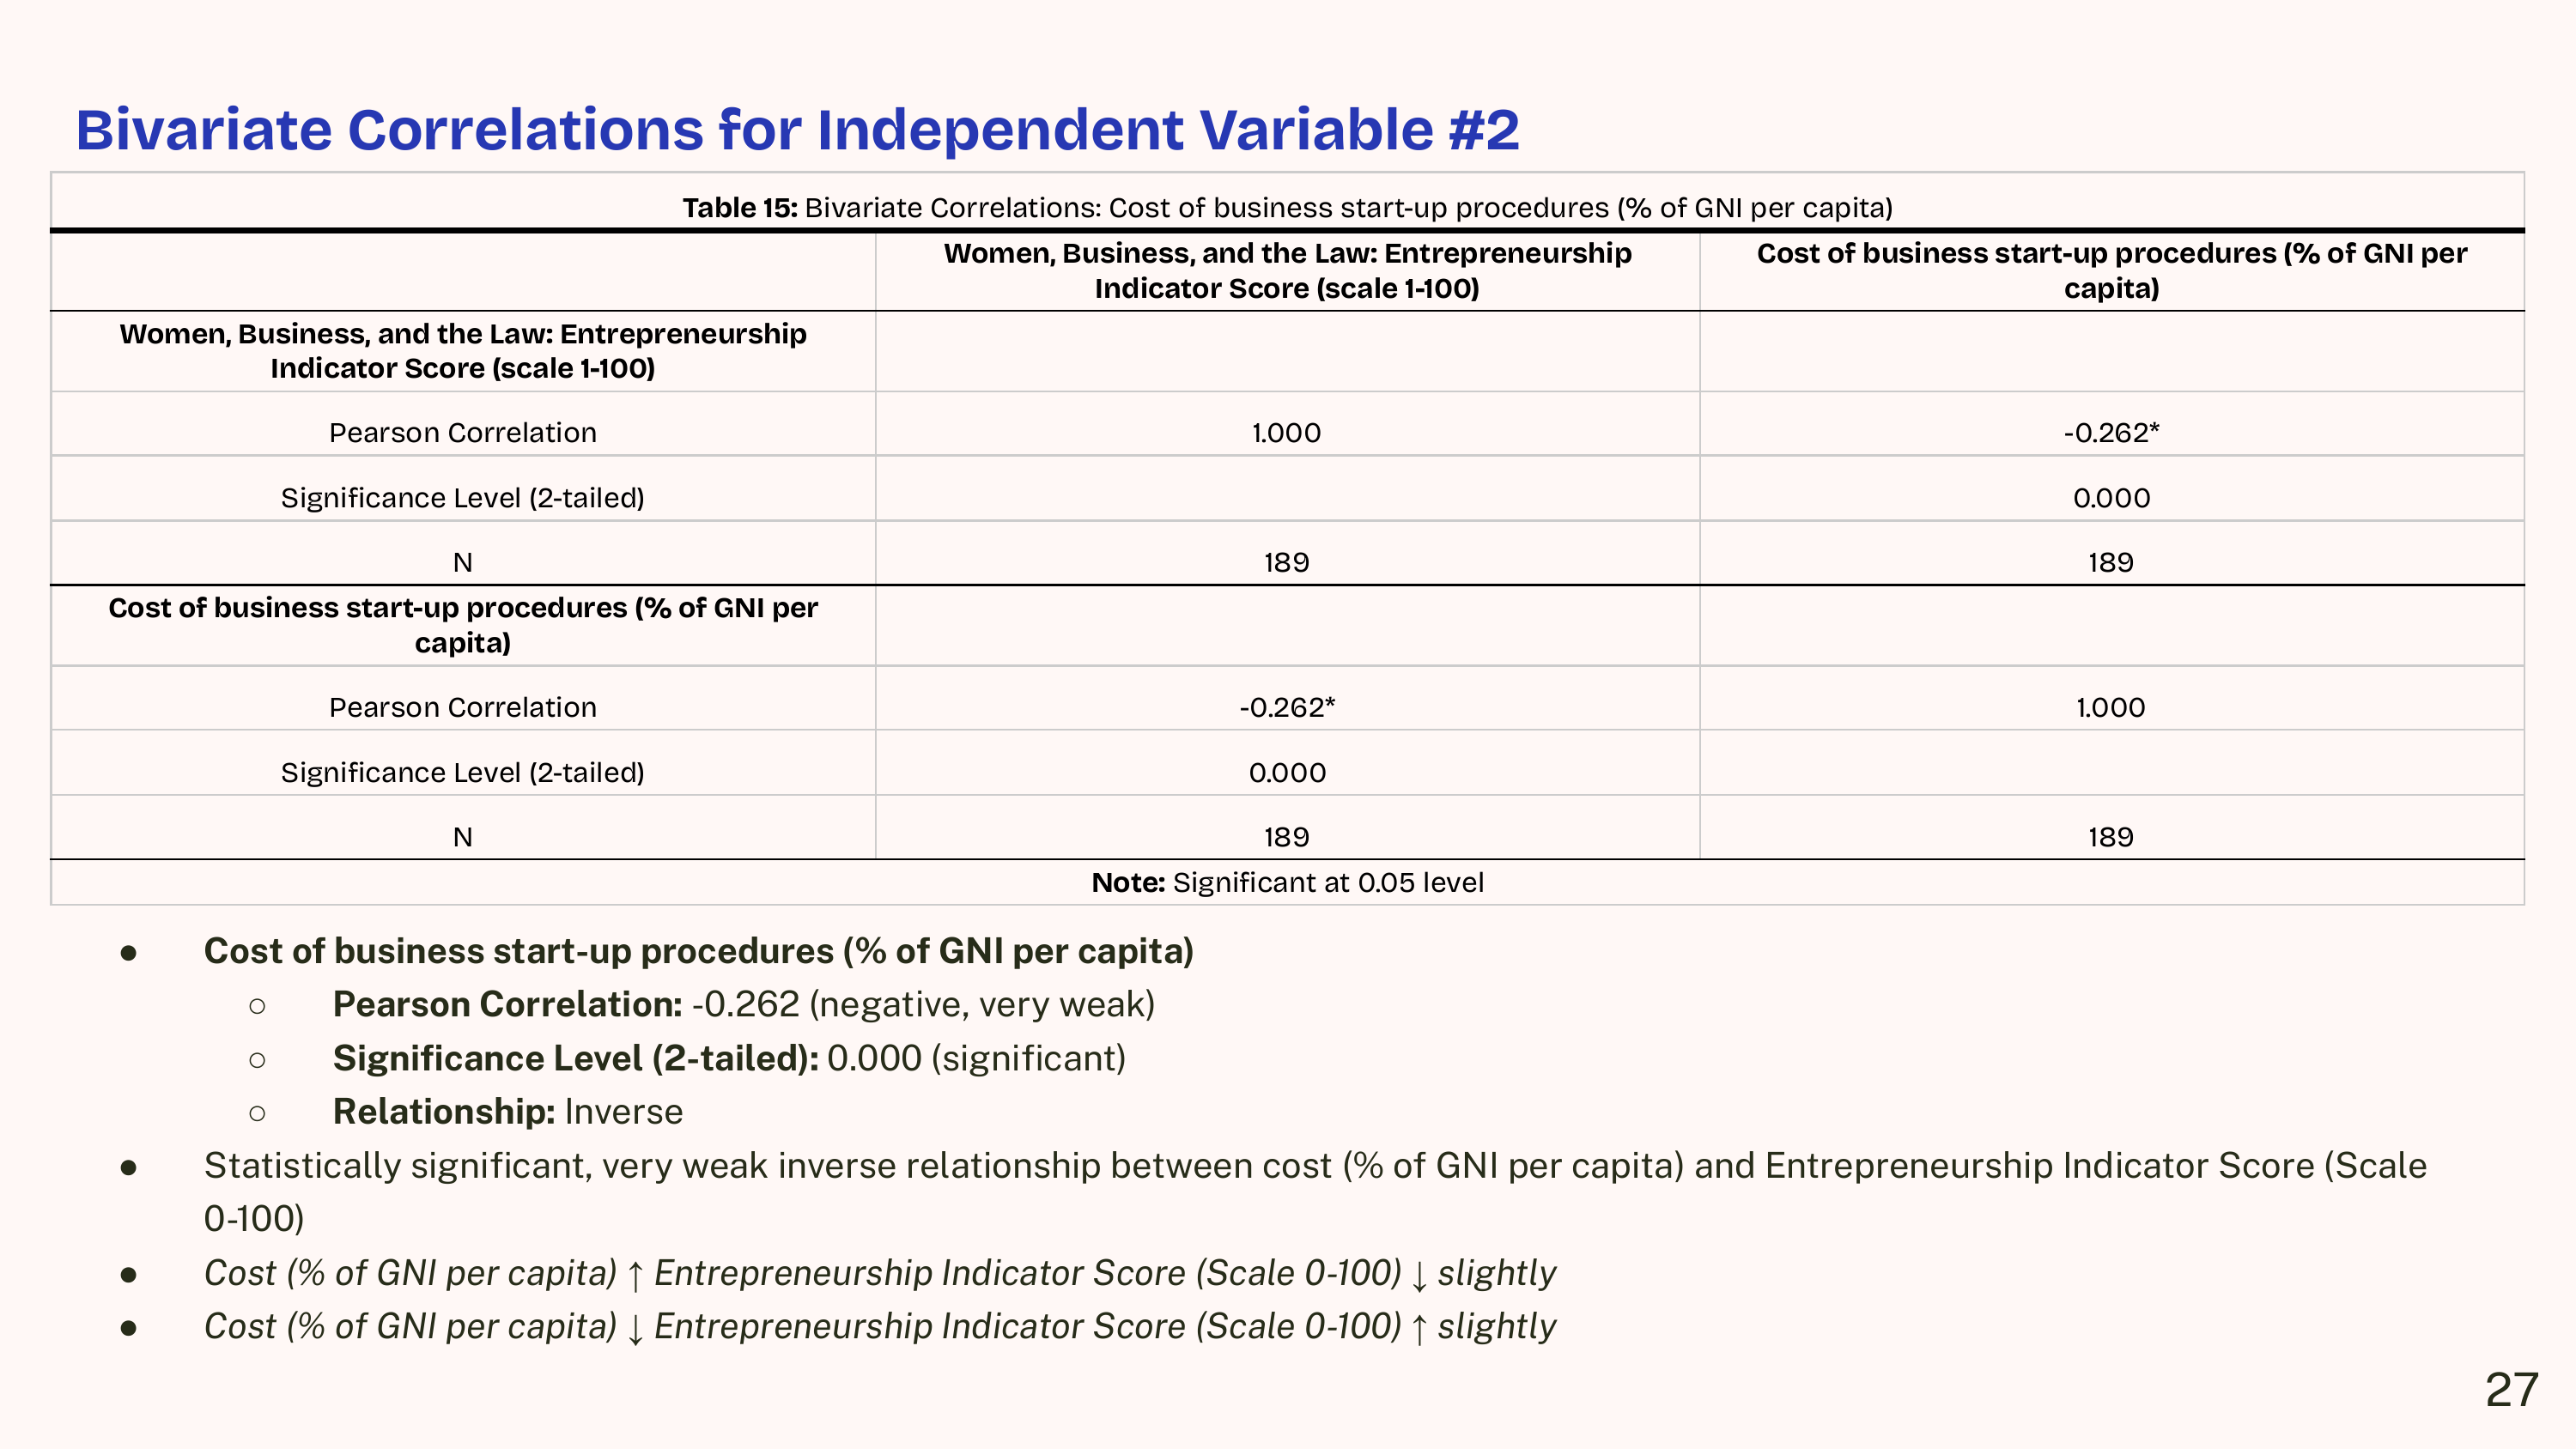 Bivariate Correlations for Independent Variable #2
Table 15: Bivariate Correlations: Cost of business start-up procedures (% of GNI per capita)
Women, Business, and the Law: Entrepreneurship
Indicator Score (scale 1-100)
Cost of business start-up procedures (% of GNI per
capita)
Women, Business, and the Law: Entrepreneurship
Indicator Score (scale 1-100)
Pearson Correlation 1.000 -0.262*
Significance Level (2-tailed) 0.000
N 189 189
Cost of business start-up procedures (% of GNI per
capita)
Pearson Correlation -0.262* 1.000
Significance Level (2-tailed) 0.000
N 189 189
Note: Significant at 0.05 level
● Cost of business start-up procedures (% of GNI per capita)
○ Pearson Correlation: -0.262 (negative, very weak)
○ Significance Level (2-tailed): 0.000 (significant)
○ Relationship: Inverse
● Statistically significant, very weak inverse relationship between cost (% of GNI per capita) and Entrepreneurship Indicator Score (Scale
0-100)
● Cost (% of GNI per capita) ↑ Entrepreneurship Indicator Score (Scale 0-100) ↓ slightly
● Cost (% of GNI per capita) ↓ Entrepreneurship Indicator Score (Scale 0-100) ↑ slightly
27